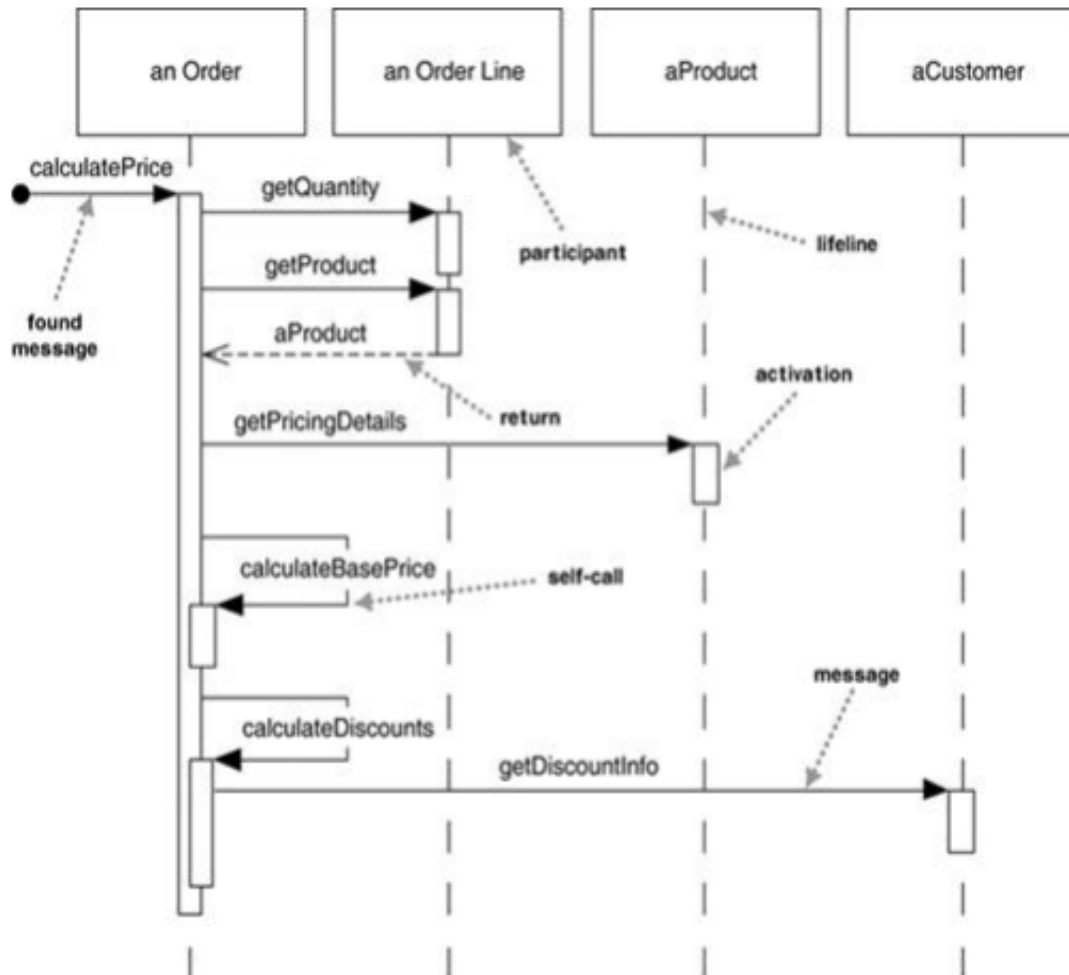 an Order
an Order Line
aProduct
aCustomer
calculatePrice
getQuantity
participant
lifeline
getProduct
found
message
aProduct
activation
return
getPricingDetails
calculateBasePrice
self-call
message
calculateDiscounts
getDiscountInfo